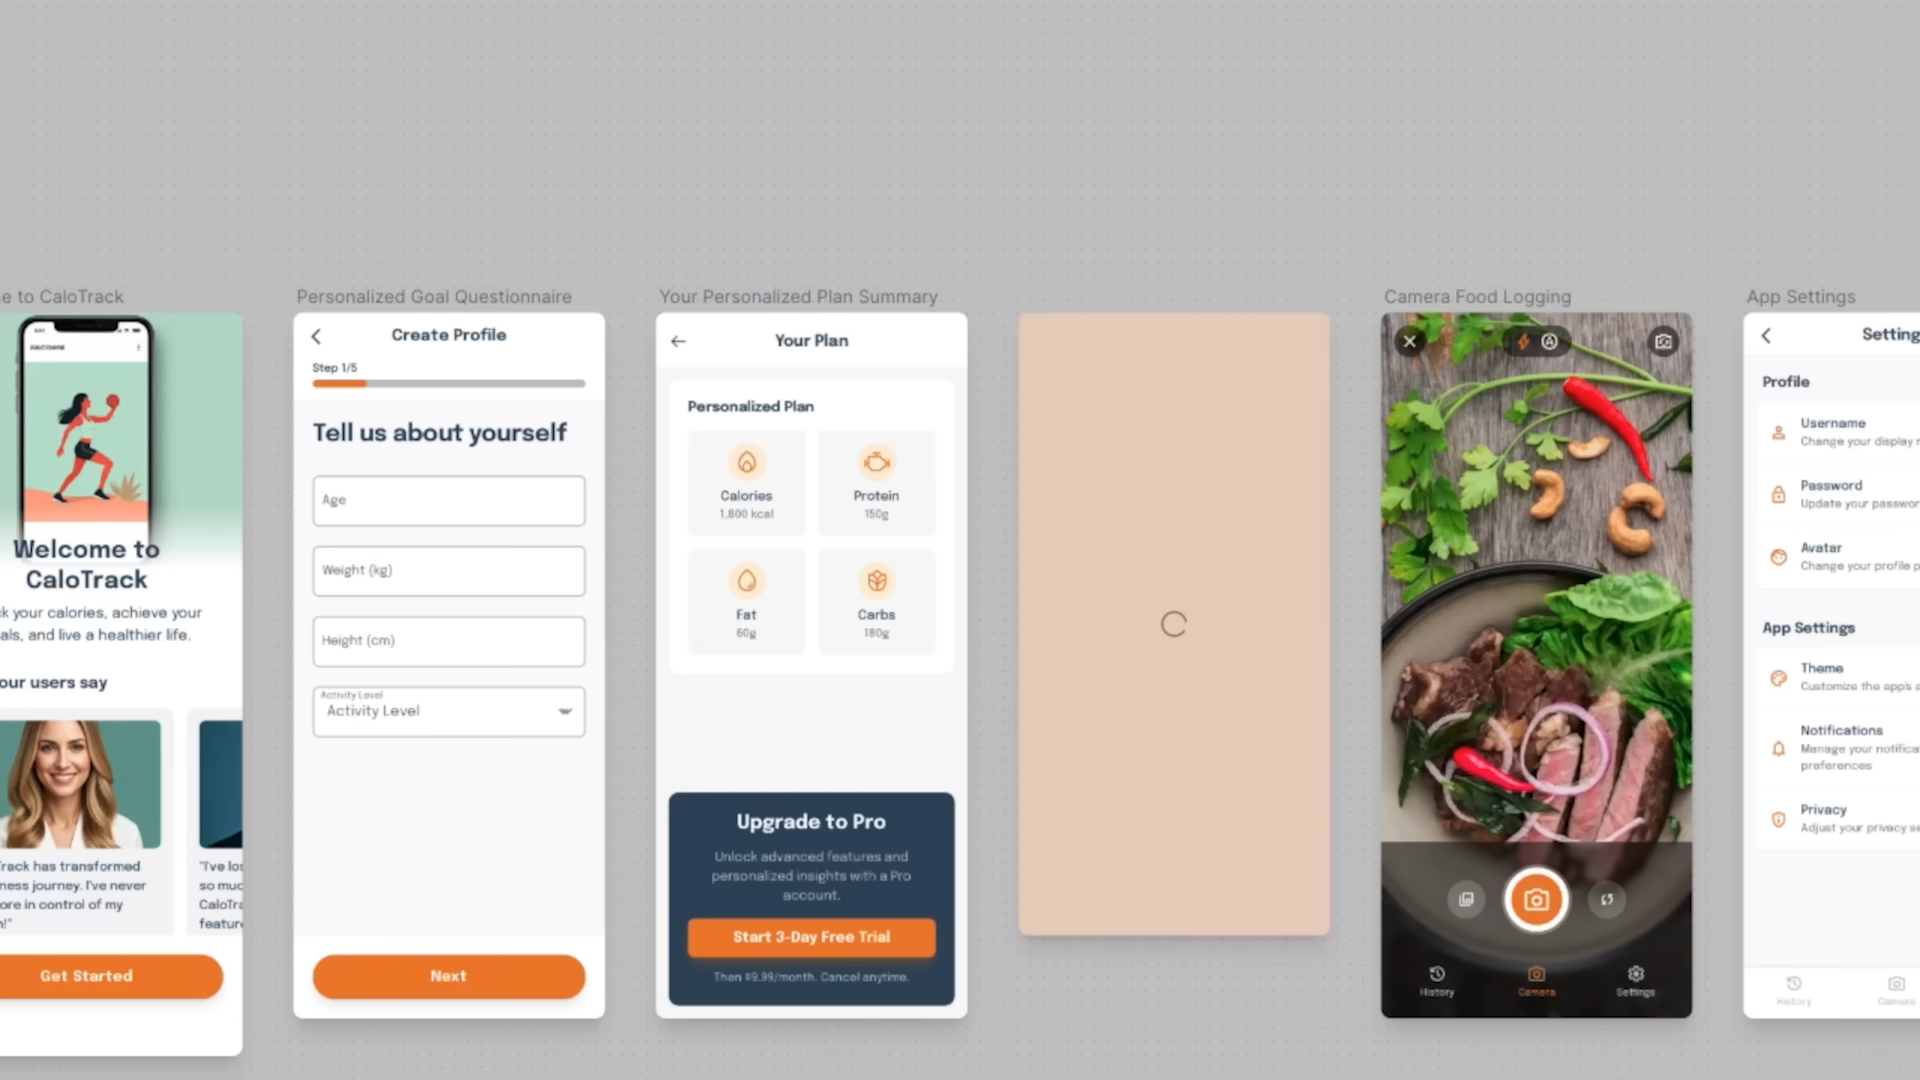 e to CaloTrack
Welcome to
CaloTrack
ck your calories, achieve your
als, and live a healthier life.
our users say
Track has transformed
ness journey. I've never
ore in control of my
n!"
"I've los
so muc
CaloTra
feature
Get Started
Personalized Goal Questionnaire
Create Profile
Step 1/5
Tell us about yourself
Age
Weight (kg)
Height (cm)
Activity Level
Activity Level
Next
Your Personalized Plan Summary
Your Plan
Personalized Plan
Calories
1,800 kcal
Protein
150g
Fat
60g
Carbs
180g
Upgrade to Pro
Unlock advanced features and
personalized insights with a Pro
account.
Start 3-Day Free Trial
Then $9.99/month. Cancel anytime.
Camera Food Logging
A
History
Camera
Settings
App Settings
Setting
Profile
Username
Change your display n
Password
Update your passwor
Avatar
Change your profile p
App Settings
Theme
Customize the app's a
Notifications
Manage your notifica
preferences
Privacy
Adjust your privacy se
History
Camera